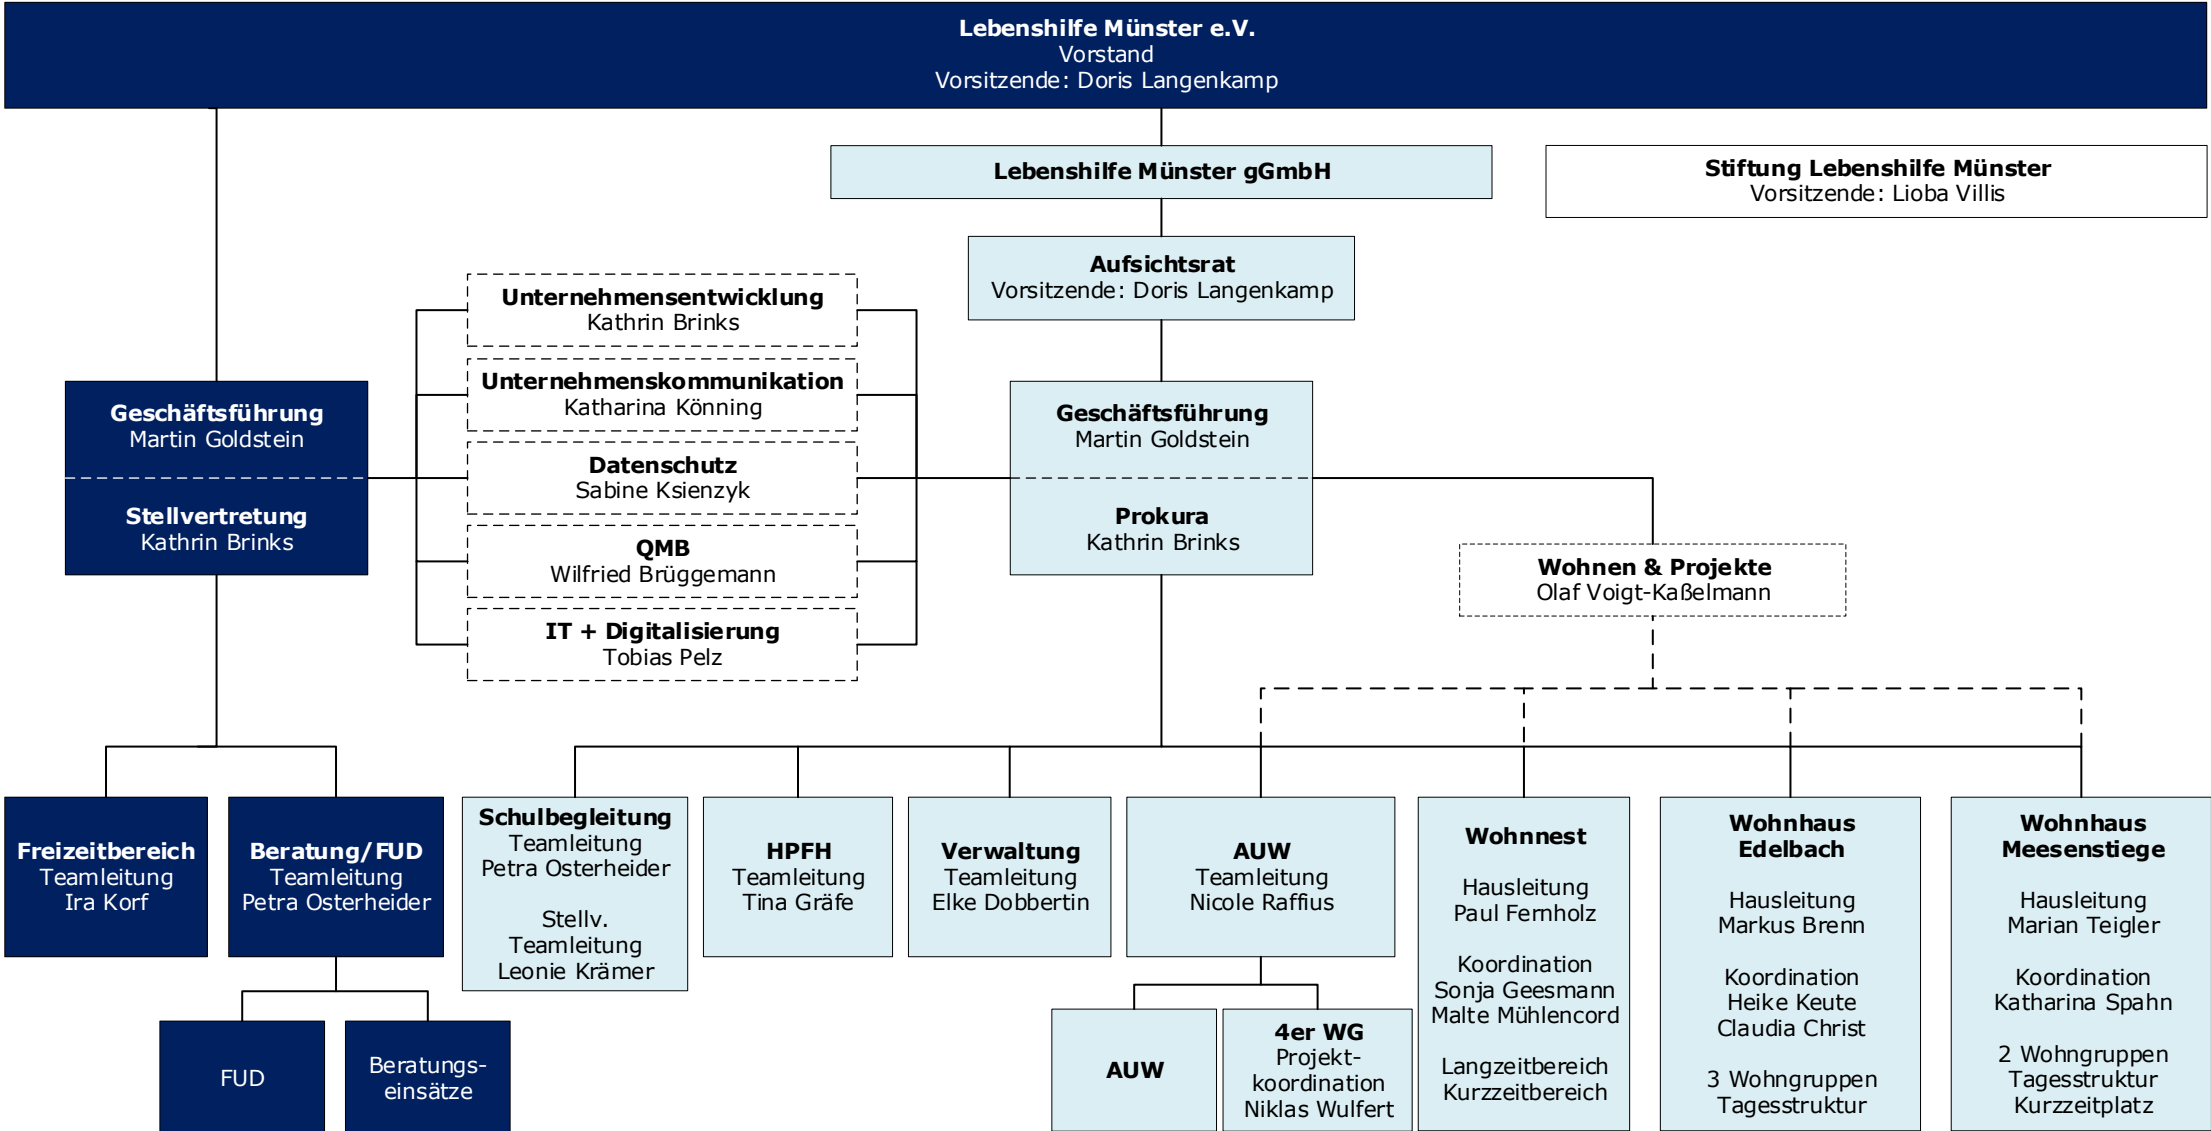 Lebenshilfe Münster e.V.
Vorstand
Vorsitzende: Doris Langenkamp
Lebenshilfe Münster gGmbH
Stiftung Lebenshilfe Münster
Vorsitzende: Lioba Villis
Aufsichtsrat
Vorsitzende: Doris Langenkamp
Unternehmensentwicklung
Kathrin Brinks
Unternehmenskommunikation
Katharina Könning
Datenschutz
Sabine Ksienzyk
QMB
Wilfried Brüggemann
IT + Digitalisierung
Tobias Pelz
Geschäftsführung
Martin Goldstein
Stellvertretung
Kathrin Brinks
Geschäftsführung
Martin Goldstein
Prokura
Kathrin Brinks
Wohnen & Projekte
Olaf Voigt-Kaßelmann
Freizeitbereich
Teamleitung
Ira Korf
Beratung/FUD
Teamleitung
Petra Osterheider
FUD
Beratungs-
einsätze
Schulbegleitung
Teamleitung
Petra Osterheider
Stellv.
Teamleitung
Leonie Krämer
HPFH
Teamleitung
Tina Gräfe
Verwaltung
Teamleitung
Elke Dobbertin
AUW
Teamleitung
Nicole Raffius
AUW
4er WG
Projekt-
koordination
Niklas Wulfert
Wohnnest
Hausleitung
Paul Fernholz
Koordination
Sonja Geesmann
Malte Mühlencord
Langzeitbereich
Kurzzeitbereich
Wohnhaus
Edelbach
Hausleitung
Markus Brenn
Koordination
Heike Keute
Claudia Christ
3 Wohngruppen
Tagesstruktur
Wohnhaus
Meesenstiege
Hausleitung
Marian Teigler
Koordination
Katharina Spahn
2 Wohngruppen
Tagesstruktur
Kurzzeitplatz